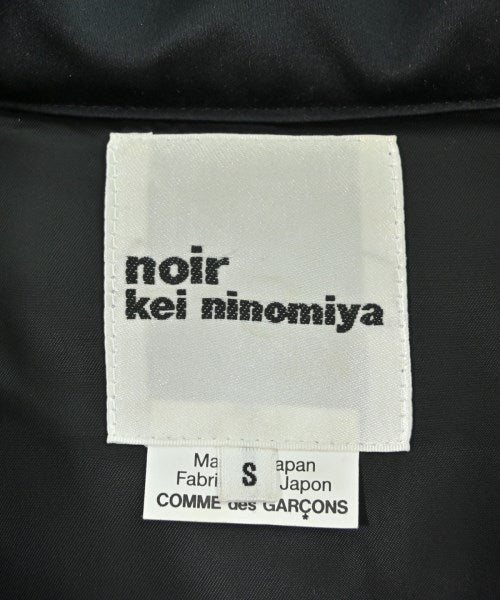 noir
kei ninomiya
S
Ma apan
Fabri Japon
COMME des GARÇONS